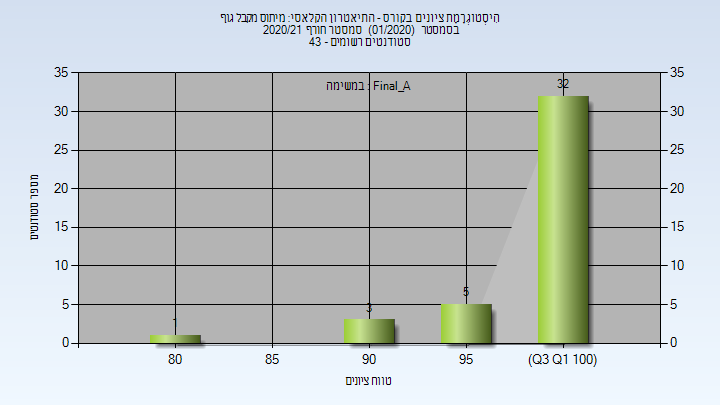 היסטוגרמת ציונים בקורס - התיאטרון הקלאסי: מיתוס מקבל גוף
בסמסטר (01/2020) סמסטר חורף 2020/21
סטודנטים רשומים - 43
במשימה : Final_A
35 35
30 30
25 25
20 20
15 15
10 10
5 5
0 0
מספר סטודנטים
1 3 5 32
80 85 90 95 (Q3 Q1 100)
טווח ציונים